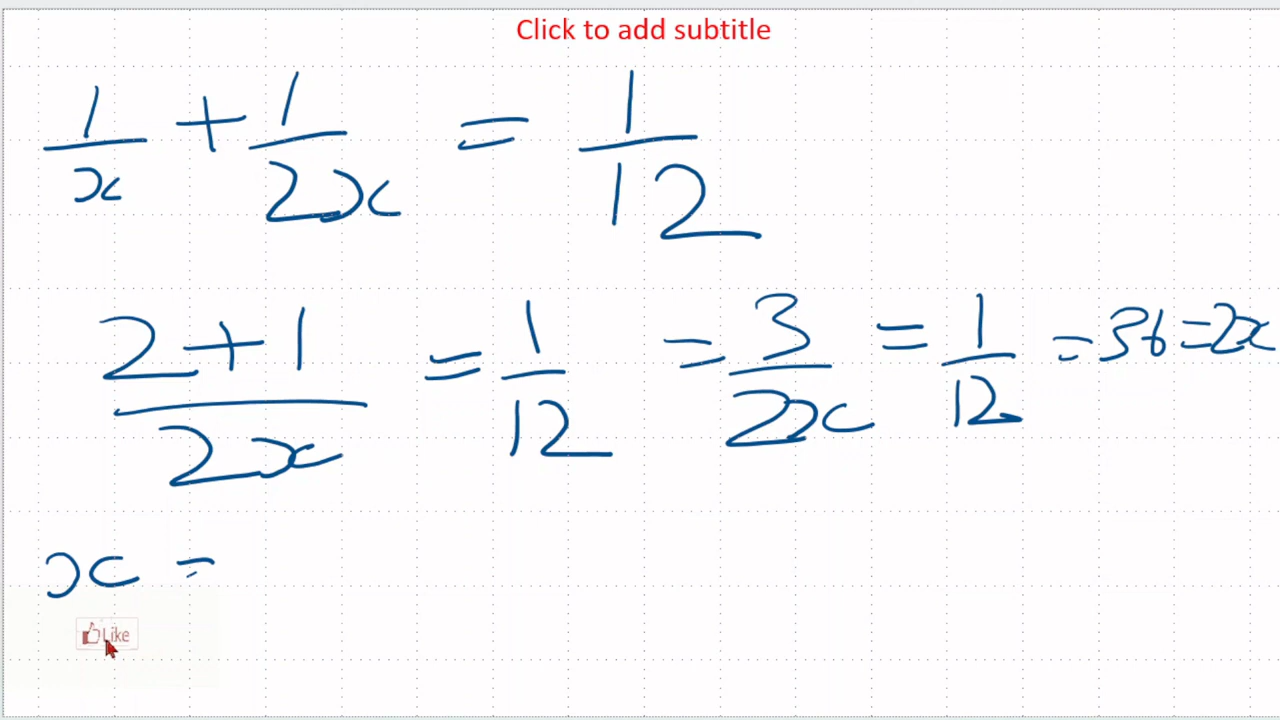 Click to add subtitle
1/x + 1/2x = 1/12
2+1/2x = 1/12 = 3/2x = 1/12 = 36=2x
x =
Like